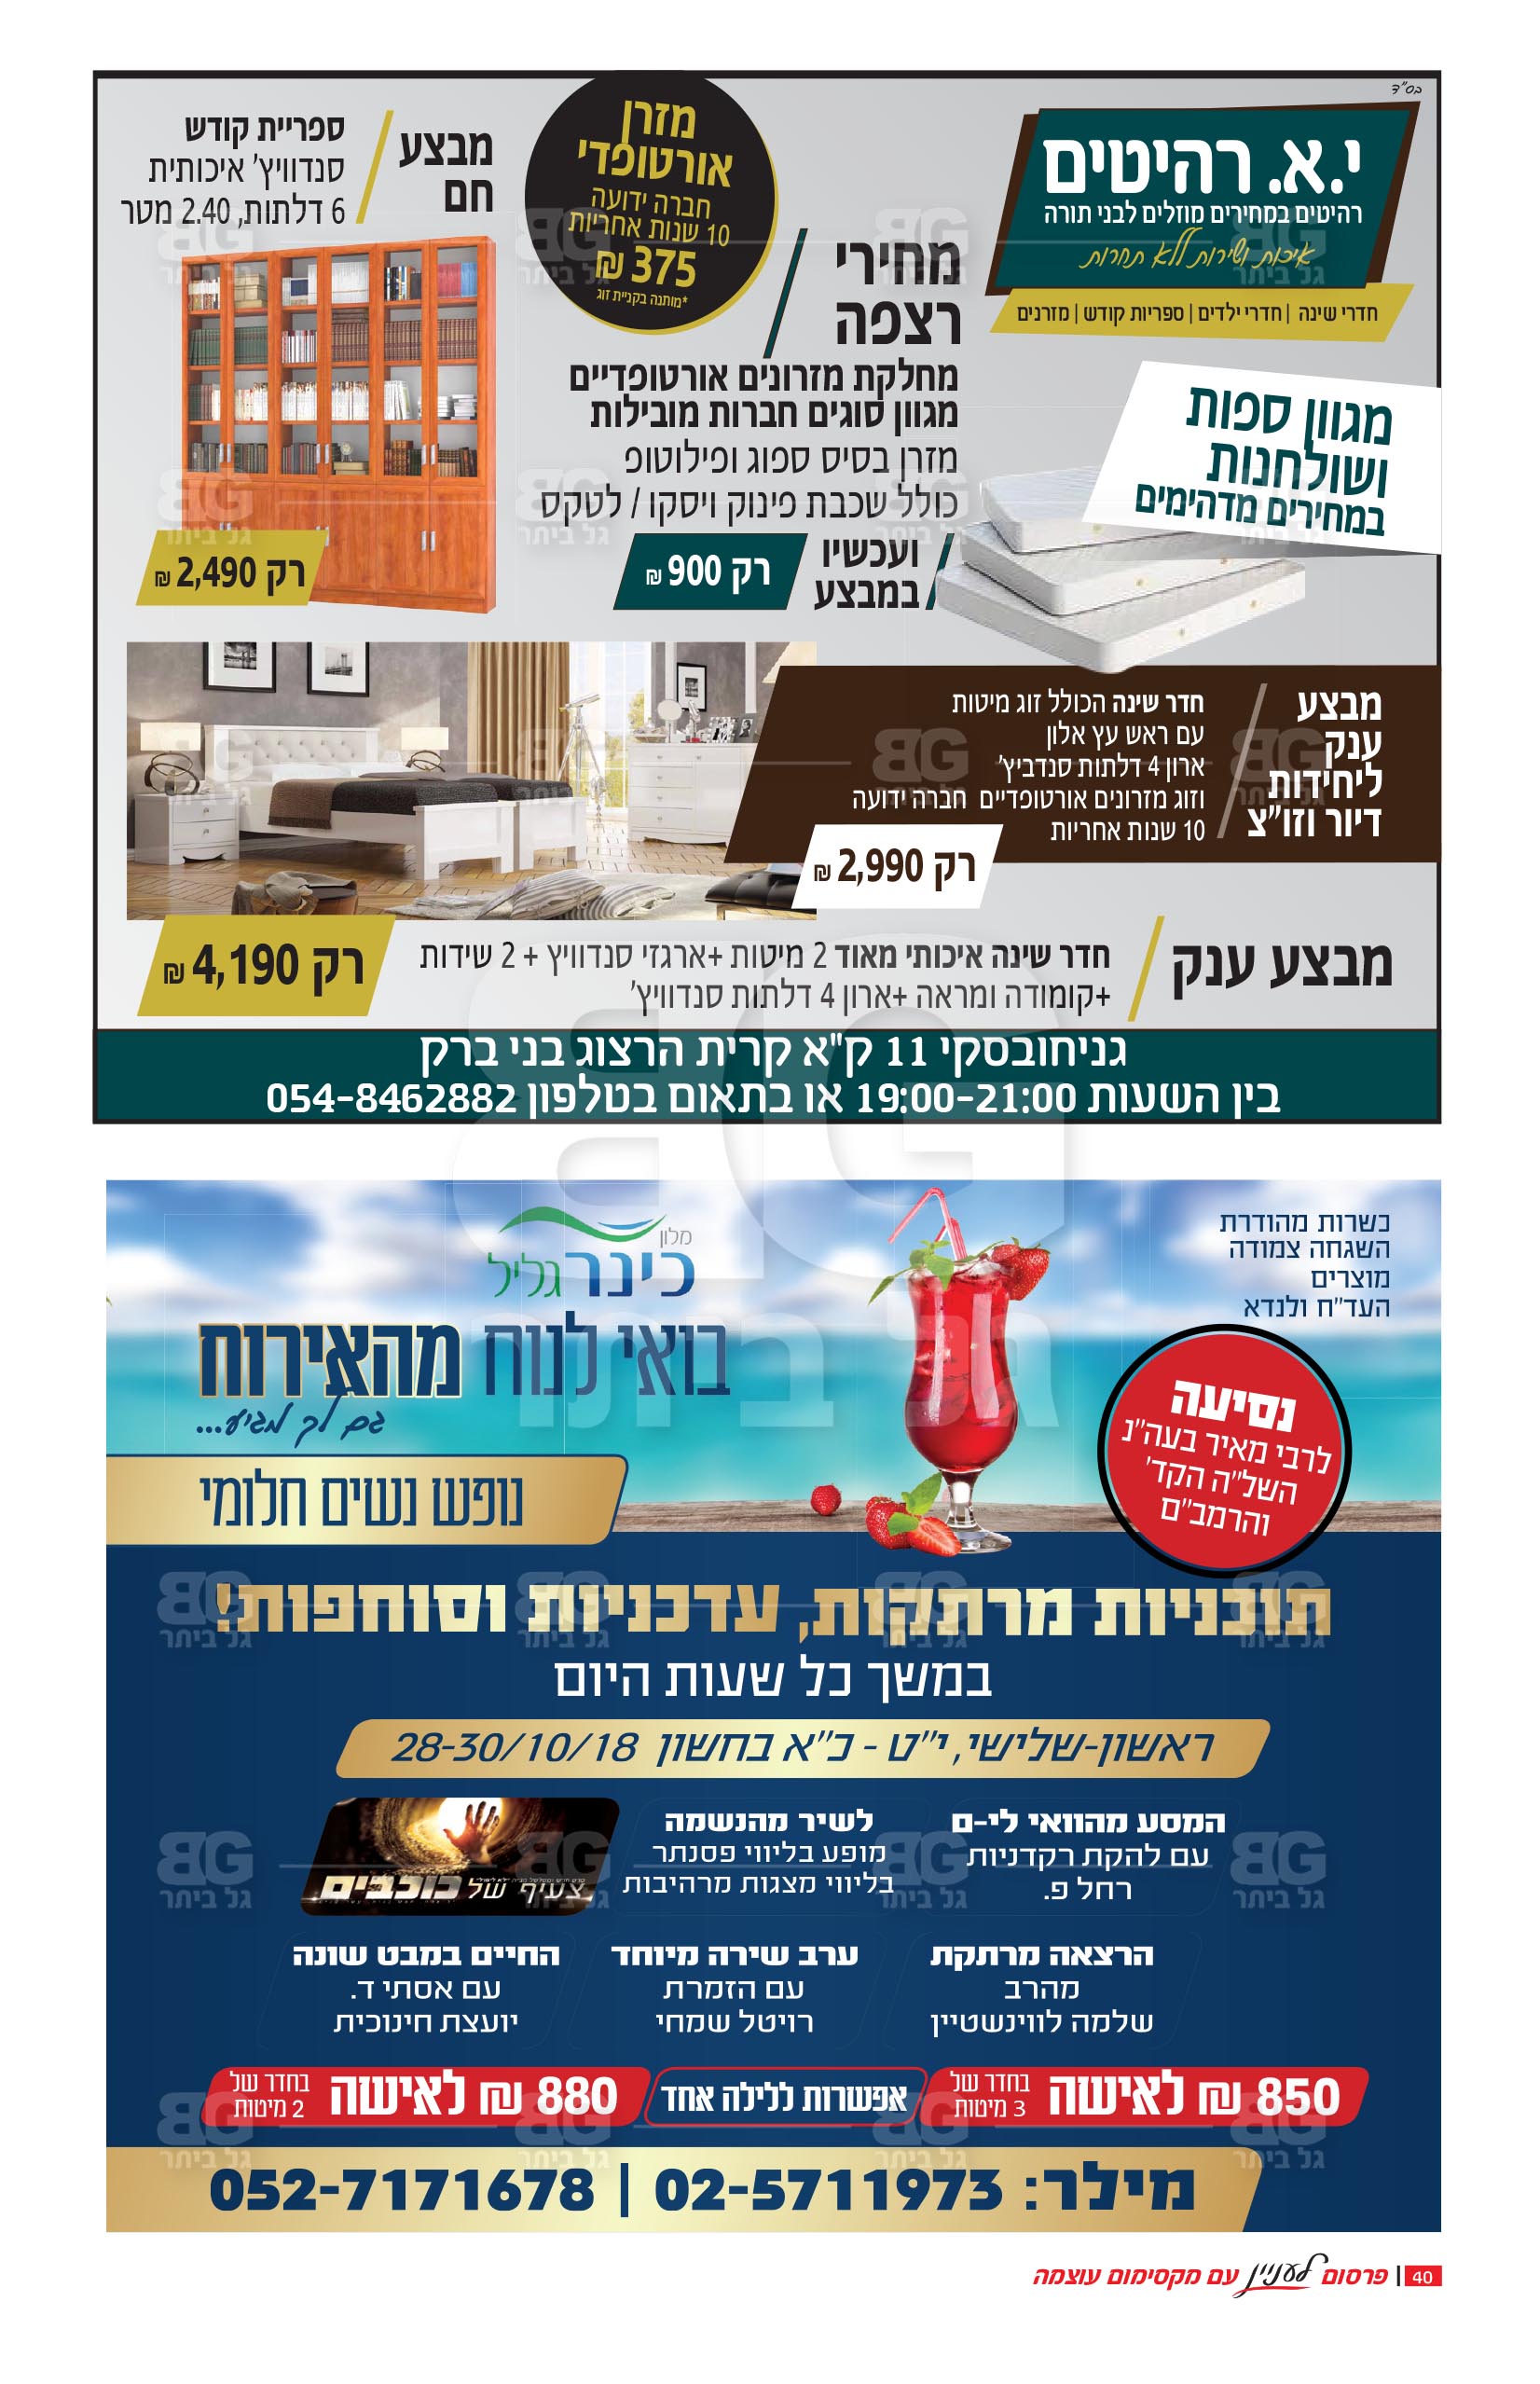 בס"ד
י.א. רהיטים
רהיטים במחירים מוזלים לבני תורה
איכות ושירות ללא תחרות
חדרי שינה | חדרי ילדים | ספריות קודש | מזרנים
מגוון ספות
ושולחנות
במחירים מדהימים
מזרן
אורטופדי
חברה ידועה
10 שנות אחריות
375 ₪
*מותנה בקניית זוג
מחירי
רצפה
מחלקת מזרונים אורטופדיים
מגוון סוגים חברות מובילות
מזרן בסיס ספוג ופילוטופ
כולל שכבת פינוק ויסקו / לטקס
ועכשיו
במבצע
רק 900 ₪
מבצע
חם
ספריית קודש
סנדוויץ' איכותית
6 דלתות, 2.40 מטר
רק 2,490 ₪
מבצע
ענק
ליחידות
דיור וזו"צ
חדר שינה הכולל זוג מיטות
עם ראש עץ אלון
ארון 4 דלתות סנדביץ'
וזוג מזרונים אורטופדיים חברה ידועה
10 שנות אחריות
רק 2,990 ₪
מבצע ענק
חדר שינה איכותי מאוד 2 מיטות +ארגזי סנדוויץ + 2 שידות
+קומודה ומראה +ארון 4 דלתות סנדוויץ'
רק 4,190 ₪
גניחובסקי 11 ק"א קרית הרצוג בני ברק
בין השעות 19:00-21:00 או בתאום בטלפון 054-8462882
כשרות מהודרת
השגחה צמודה
מוצרים
העד"ח ולנדא
נסיעה
לרבי מאיר בעה"נ
השל"ה הקד'
והרמב"ם
מלון
כינר גליל
בואי לנוח מהאירוח
גם לך מגיע...
נופש נשים חלומי
תוכניות מרתקות, עדכניות וסוחפות!
במשך כל שעות היום
ראשון-שלישי, י"ט - כ"א בחשון 28-30/10/18
המסע מהוואי לי-ם
עם להקת רקדניות
רחל פ.
לשיר מהנשמה
מופע בליווי פסנתר
בליווי מצגות מרהיבות
צעיף של כוכבים
הרצאה מרתקת
מהרב
שלמה לווינשטיין
ערב שירה מיוחד
עם הזמרת
רויטל שמחי
החיים במבט שונה
עם אסתי ד.
יועצת חינוכית
850 ₪ לאישה בחדר של 3 מיטות
אפשרות ללילה אחד
880 ₪ לאישה בחדר של 2 מיטות
מילר: 02-5711973 | 052-7171678
40 | פרסום לעניין עם מקסימום עוצמה
BG
גל ביתר